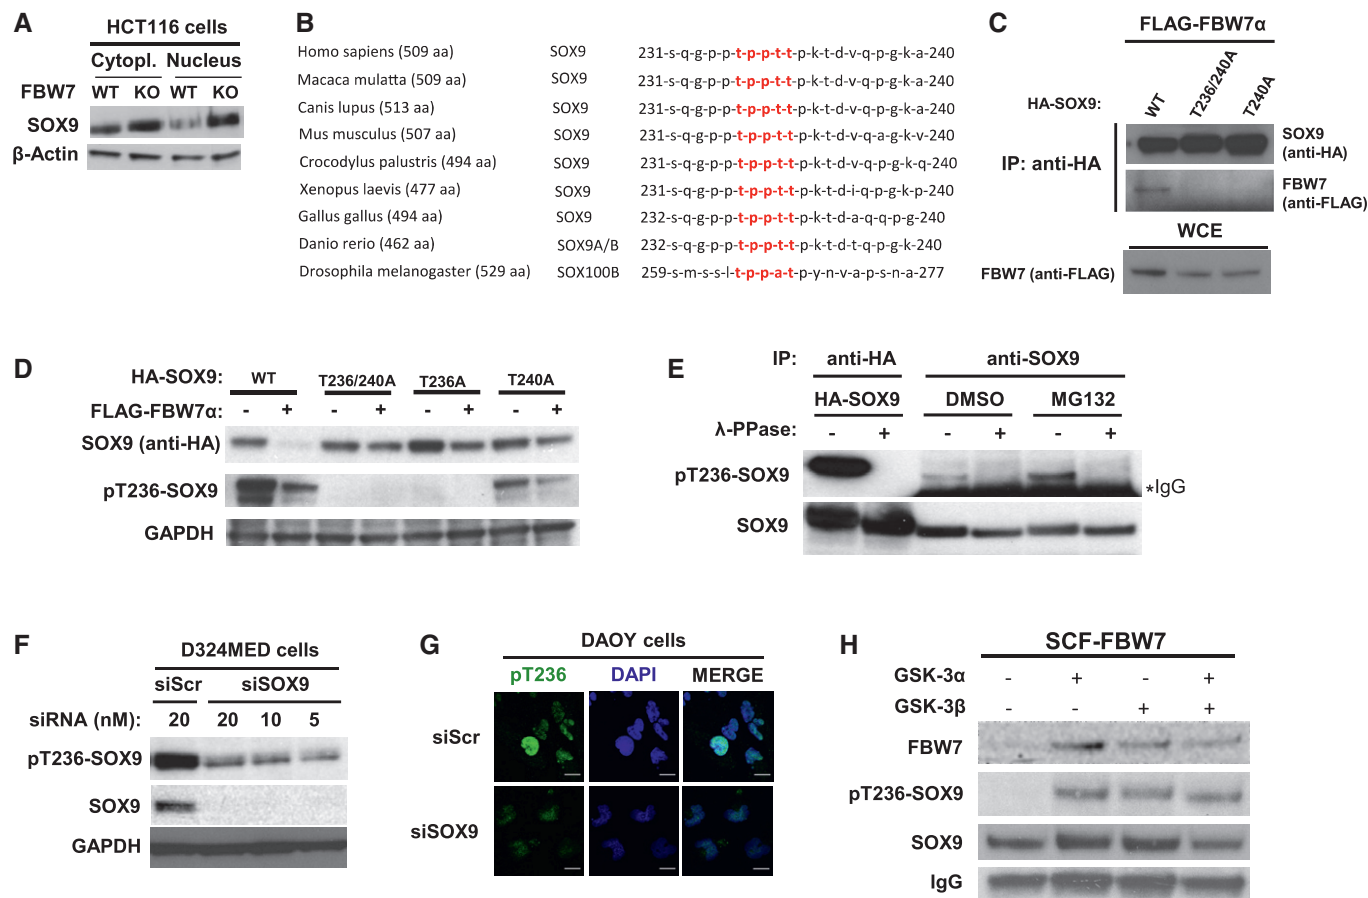 A
HCT116 cells
Cytopl. Nucleus
FBW7 WT KO WT KO
SOX9
β-Actin
B
Homo sapiens (509 aa) SOX9 231-s-q-g-p-p-t-p-p-t-t-p-k-t-d-v-q-p-g-k-a-240
Macaca mulatta (509 aa) SOX9 231-s-q-g-p-p-t-p-p-t-t-p-k-t-d-v-q-p-g-k-a-240
Canis lupus (513 aa) SOX9 231-s-q-g-p-p-t-p-p-t-t-p-k-t-d-v-q-p-g-k-a-240
Mus musculus (507 aa) SOX9 231-s-q-g-p-p-t-p-p-t-t-p-k-t-d-v-q-a-g-k-v-240
Crocodylus palustris (494 aa) SOX9 231-s-q-g-p-p-t-p-p-t-t-p-k-t-d-v-q-p-g-k-q-240
Xenopus laevis (477 aa) SOX9 231-s-q-g-p-p-t-p-p-t-t-p-k-t-d-i-q-p-g-k-p-240
Gallus gallus (494 aa) SOX9 232-s-q-g-p-p-t-p-p-t-t-p-k-t-d-a-q-q-p-g-240
Danio rerio (462 aa) SOX9A/B 232-s-q-g-p-p-t-p-p-t-t-p-k-t-d-t-q-p-g-k-240
Drosophila melanogaster (529 aa) SOX100B 259-s-m-s-s-l-t-p-p-a-t-p-y-n-v-a-p-s-n-a-277
C
FLAG-FBW7α
HA-SOX9: WT T236/240A T240A
IP: anti-HA
SOX9
(anti-HA)
FBW7
(anti-FLAG)
WCE
FBW7 (anti-FLAG)
D
HA-SOX9: WT T236/240A T236A T240A
FLAG-FBW7α: - + - + - + - +
SOX9 (anti-HA)
pT236-SOX9
GAPDH
E
IP: anti-HA anti-SOX9
HA-SOX9 DMSO MG132
λ-PPase: - + - + - +
pT236-SOX9
*IgG
SOX9
F
D324MED cells
siScr siSOX9
siRNA (nM): 20 20 10 5
pT236-SOX9
SOX9
GAPDH
G
DAOY cells
pT236 DAPI MERGE
siScr
siSOX9
H
SCF-FBW7
GSK-3α - + - +
GSK-3β - - + +
FBW7
pT236-SOX9
SOX9
IgG